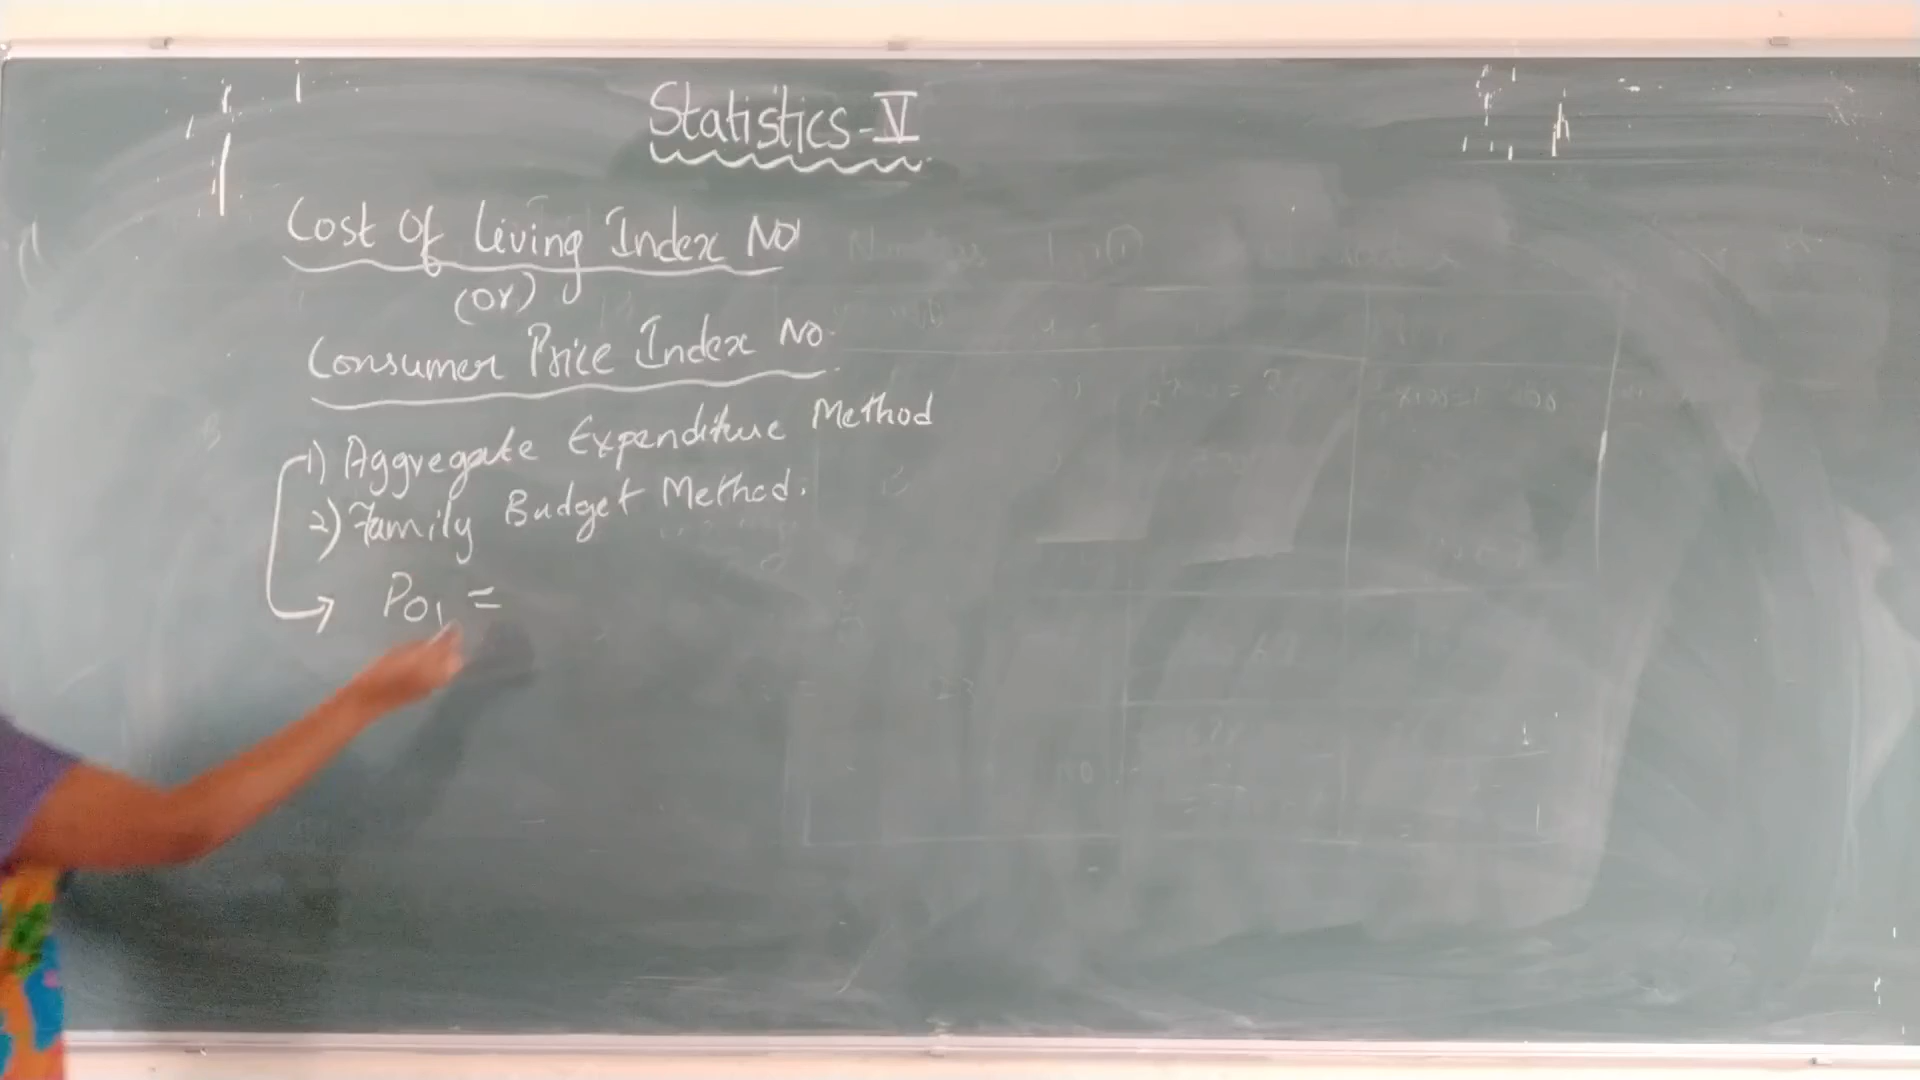 Statistics-V
Cost Of Living Index No
(or)
Consumer Price Index No.
1) Aggregate Expenditure Method
2) Family Budget Method.
P01 =